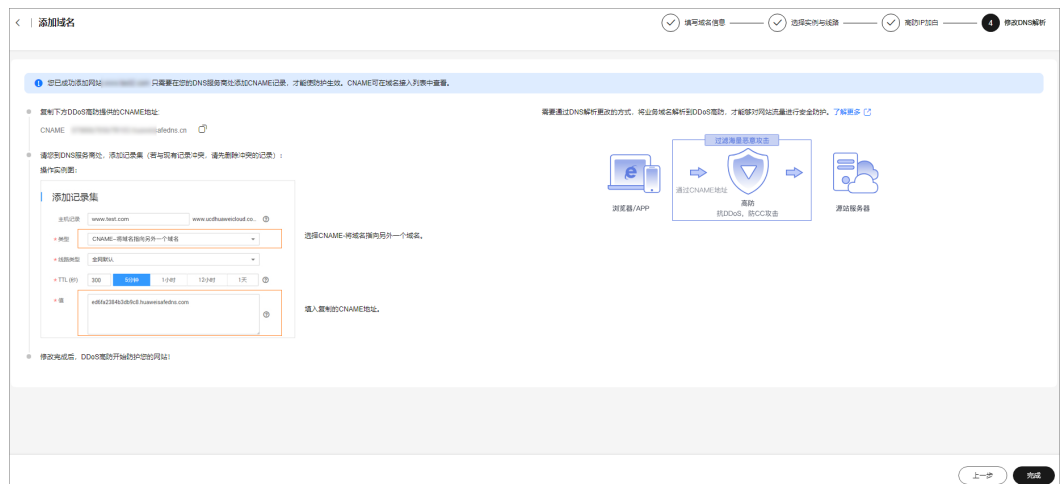 添加域名
填写域名信息
选择实例与线路
高防IP加白
4 修改DNS解析
您已成功添加网站 只需要在您的DNS服务商处添加CNAME记录，才能使防护生效。CNAME可在域名接入列表中查看。
复制下方DDoS高防提供的CNAME地址:
CNAME afedns.cn
请您到DNS服务商处，添加记录集（若与现有记录冲突，请先删除冲突的记录）:
操作实例图:
添加记录集
主机记录 www.test.com www.ucdhuaweicloud.co...
* 类型 CNAME-将域名指向另外一个域名
选择CNAME-将域名指向另外一个域名。
* 线路类型 全网默认
* TTL (秒) 300 5分钟 1小时 12小时 1天
* 值 ed6fa2384b3db9c8.huaweisafedns.com
填入复制的CNAME地址。
修改完成后，DDoS高防开始防护您的网站!
需要通过DNS解析更改的方式，将业务域名解析到DDoS高防，才能够对网站流量进行安全防护。 了解更多
过滤海量恶意攻击
通过CNAME地址
浏览器/APP
高防
抗DDoS、防CC攻击
源站服务器
上一步
完成